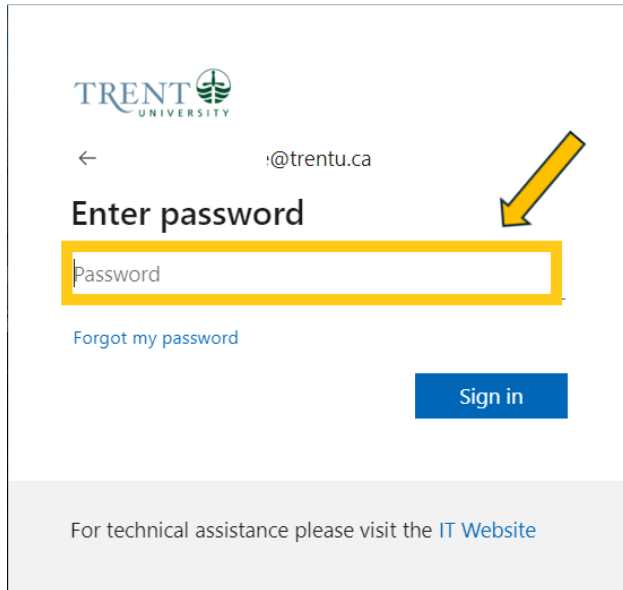 TRENT
UNIVERSITY
@trentu.ca
Enter password
Password
Forgot my password
Sign in
For technical assistance please visit the IT Website